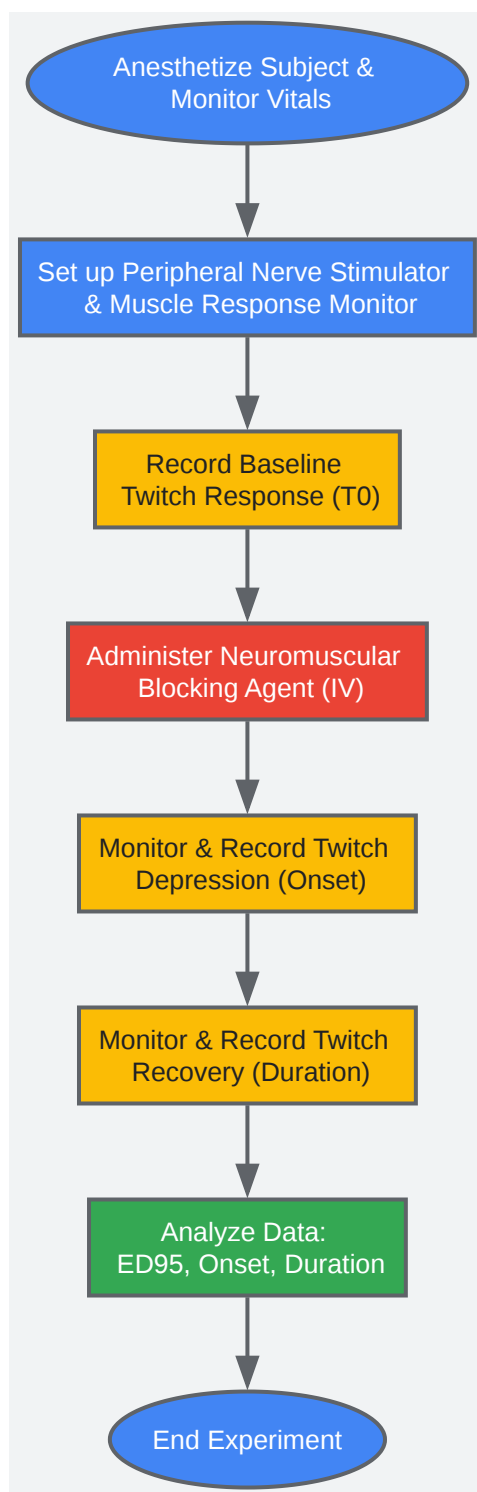 Anesthetize Subject &
Monitor Vitals
Set up Peripheral Nerve Stimulator
& Muscle Response Monitor
Record Baseline
Twitch Response (T0)
Administer Neuromuscular
Blocking Agent (IV)
Monitor & Record Twitch
Depression (Onset)
Monitor & Record Twitch
Recovery (Duration)
Analyze Data:
ED95, Onset, Duration
End Experiment